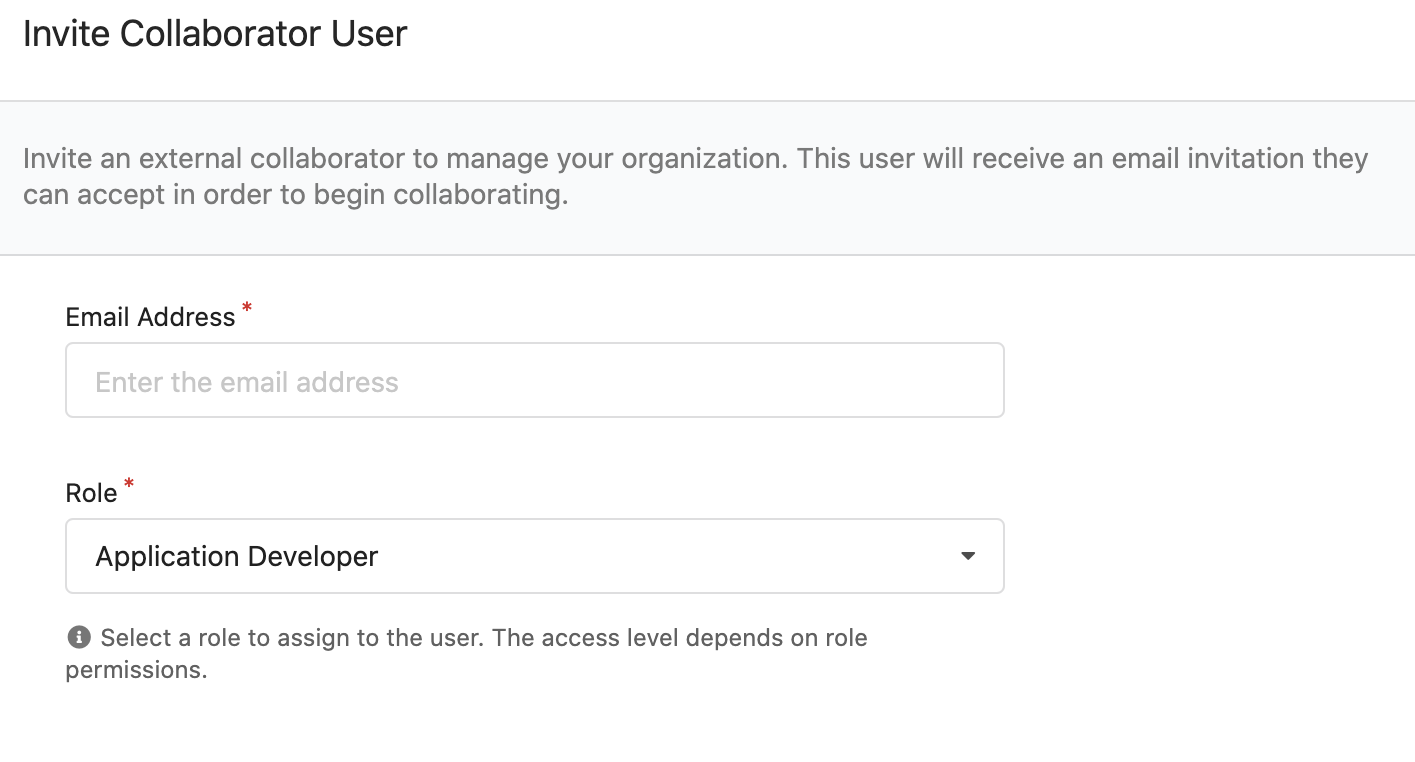 Invite Collaborator User
Invite an external collaborator to manage your organization. This user will receive an email invitation they
can accept in order to begin collaborating.
Email Address *
Enter the email address
Role *
Application Developer
Select a role to assign to the user. The access level depends on role
permissions.